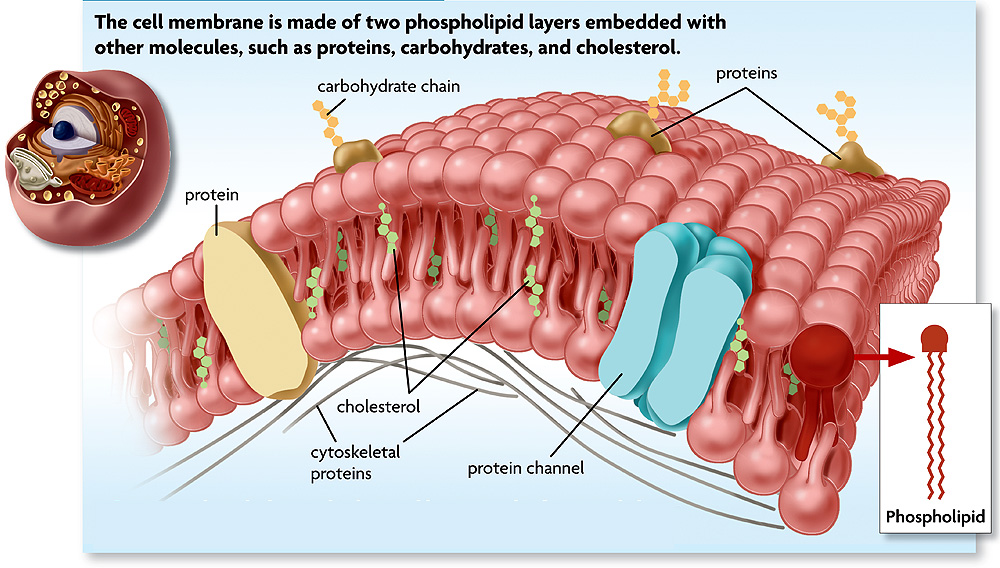 The cell membrane is made of two phospholipid layers embedded with
other molecules, such as proteins, carbohydrates, and cholesterol.
carbohydrate chain
proteins
protein
cholesterol
cytoskeletal
proteins
protein channel
Phospholipid